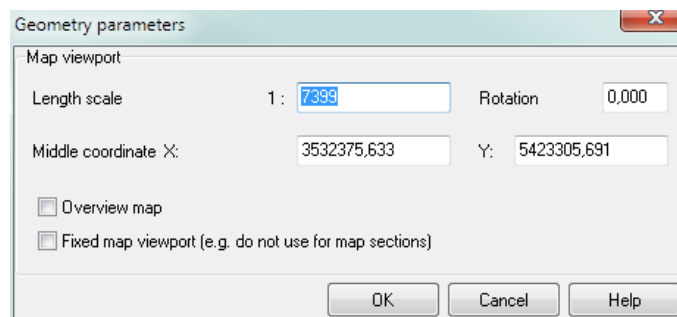 Geometry parameters
Map viewport
Length scale 1 : 7399 Rotation 0,000
Middle coordinate X: 3532375,633 Y: 5423305,691
Overview map
Fixed map viewport (e.g. do not use for map sections)
OK Cancel Help